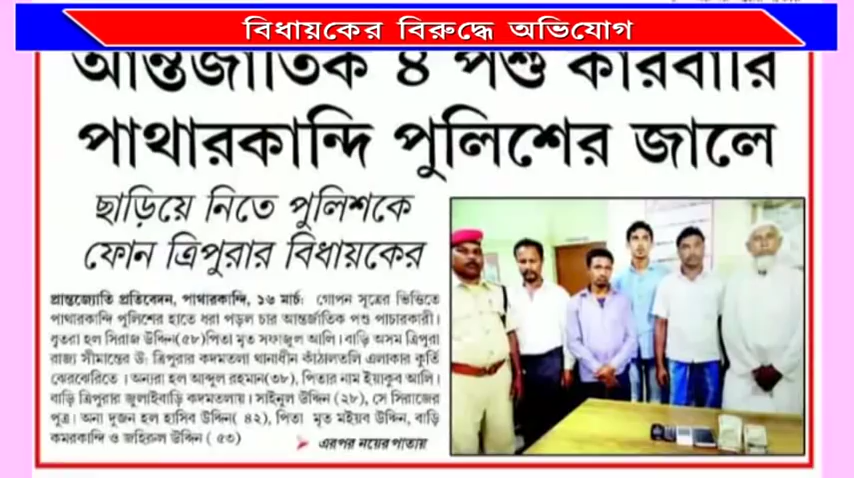 বিধায়কের বিরুদ্ধে অভিযোগ
আন্তর্জাতিক ৪ পশু কারবারি
পাথারকান্দি পুলিশের জালে
ছাড়িয়ে নিতে পুলিশকে
ফোন ত্রিপুরার বিধায়কের
প্রান্তজ্যোতি প্রতিবেদন, পাথারকান্দি, ১৬ মার্চ: গোপন সূত্রের ভিত্তিতে
পাথারকান্দি পুলিশের হাতে ধরা পড়ল চার আন্তর্জাতিক পশু পাচারকারী।
ধৃতরা হল সিরাজ উদ্দিন(৫৮)পিতা মৃত সফাজুল আলি। বাড়ি অসম ত্রিপুরা
রাজ্য সীমান্তের উ: ত্রিপুরার কদমতলা থানাধীন কাঁঠালতলি এলাকার কুর্তি
ঝেরঝেরিতে । অন্যরা হল আব্দুল রহমান(৩৮), পিতার নাম ইয়াকুব আলি।
বাড়ি ত্রিপুরার জুলাইবাড়ি কদমতলায়। সাইনুল উদ্দিন (২৮), সে সিরাজের
পুত্র। অন্য দুজন হল হাসিব উদ্দিন( ৪২), পিতা মৃত মইয়ব উদ্দিন, বাড়ি
কমরকান্দি ও জহিরুল উদ্দিন ( ৫৩)
এরপর নয়ের পাতায়